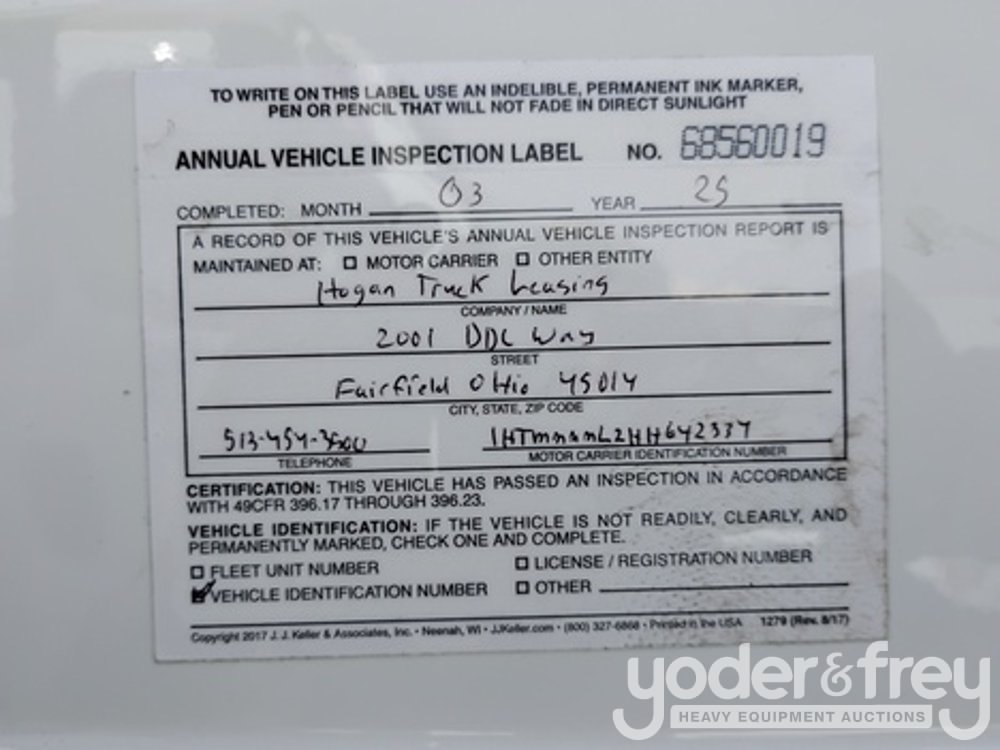 TO WRITE ON THIS LABEL USE AN INDELIBLE, PERMANENT INK MARKER,
PEN OR PENCIL THAT WILL NOT FADE IN DIRECT SUNLIGHT
ANNUAL VEHICLE INSPECTION LABEL NO. 68560019
COMPLETED: MONTH 03 YEAR 25
A RECORD OF THIS VEHICLE'S ANNUAL VEHICLE INSPECTION REPORT IS
MAINTAINED AT: ☐ MOTOR CARRIER ☐ OTHER ENTITY
Hogan Truck Leasing
COMPANY / NAME
2001 DDC Way
STREET
Fairfield Ohio 45014
CITY, STATE, ZIP CODE
TELEPHONE MOTOR CARRIER IDENTIFICATION NUMBER
CERTIFICATION: THIS VEHICLE HAS PASSED AN INSPECTION IN ACCORDANCE
WITH 49CFR 396.17 THROUGH 396.23.
VEHICLE IDENTIFICATION: IF THE VEHICLE IS NOT READILY, CLEARLY, AND
PERMANENTLY MARKED, CHECK ONE AND COMPLETE.
☐ FLEET UNIT NUMBER ☐ LICENSE / REGISTRATION NUMBER
☑ VEHICLE IDENTIFICATION NUMBER ☐ OTHER
Copyright 2017 J. J. Keller & Associates, Inc. • Neenah, WI • JJKeller.com • (800) 327-6868 • Printed in the USA 1279 (Rev. 8/17)
yoder&frey
HEAVY EQUIPMENT AUCTIONS